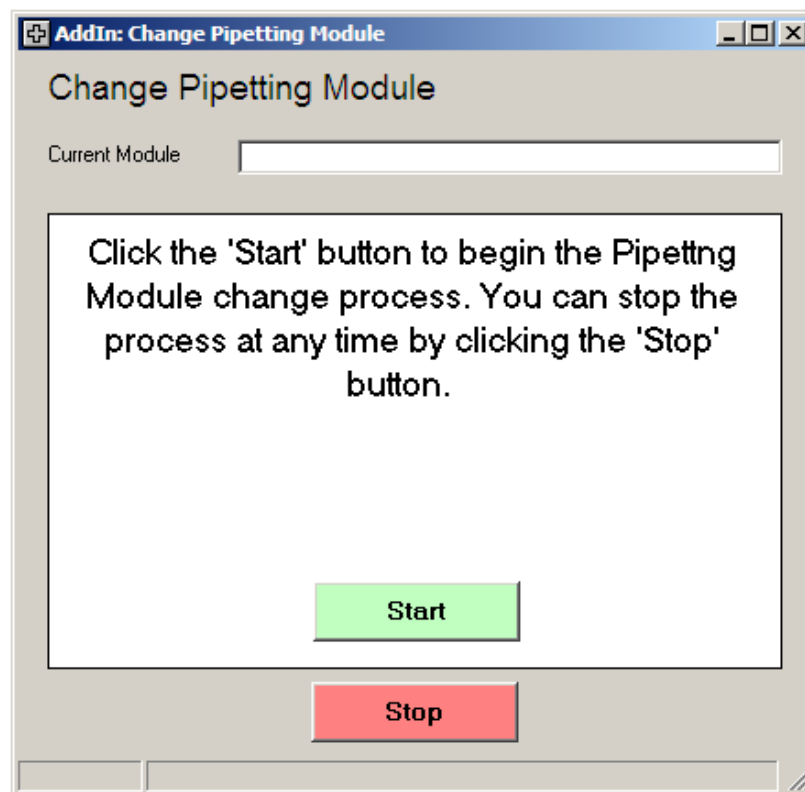 AddIn: Change Pipetting Module
Change Pipetting Module
Current Module
Click the 'Start' button to begin the Pipettng
Module change process. You can stop the
process at any time by clicking the 'Stop'
button.
Start
Stop